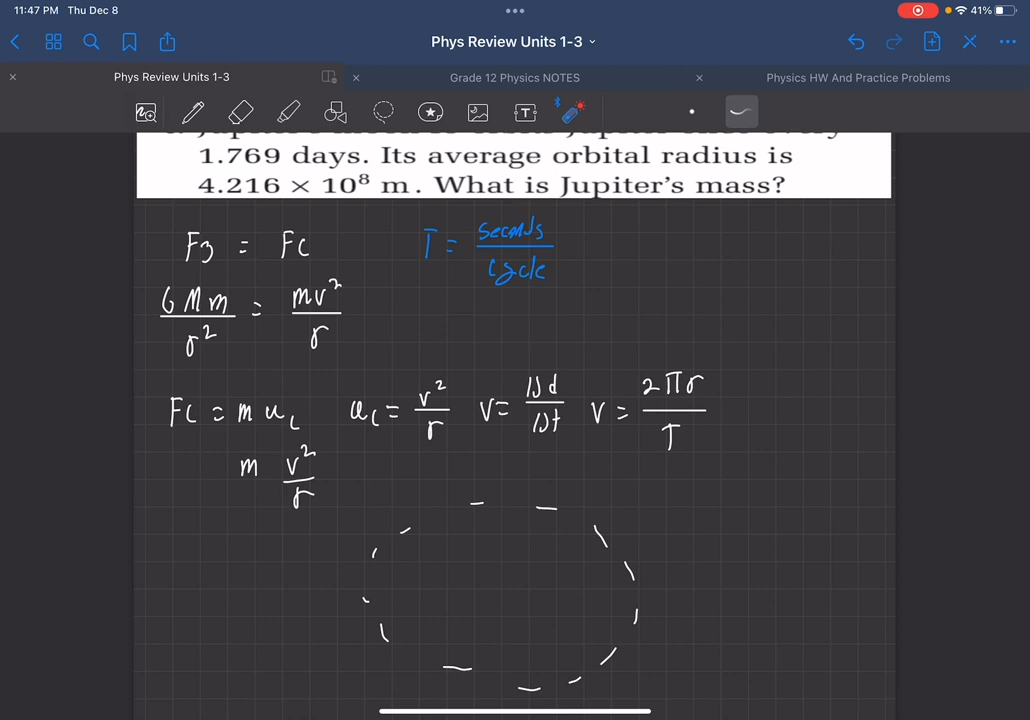 11:47 PM Thu Dec 8
41%
Phys Review Units 1-3
Phys Review Units 1-3
Grade 12 Physics NOTES
Physics HW And Practice Problems
1.769 days. Its average orbital radius is
4.216 × 10⁸ m. What is Jupiter's mass?
Fg = Fc
T = seconds / cycle
GMm / r² = mv² / r
Fc = m ac
ac = v² / r
v = Δd / Δt
v = 2πr / T
m v² / r